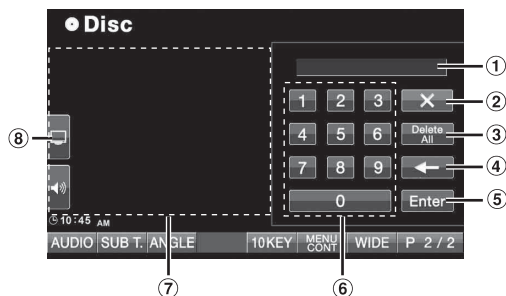 Disc
①
1 2 3 ②
4 5 6 Delete All ③
⑧
7 8 9 ④
0 Enter ⑤
10:45 AM
AUDIO SUB T. ANGLE 10KEY MENU CONT WIDE P 2/2
⑦ ⑥